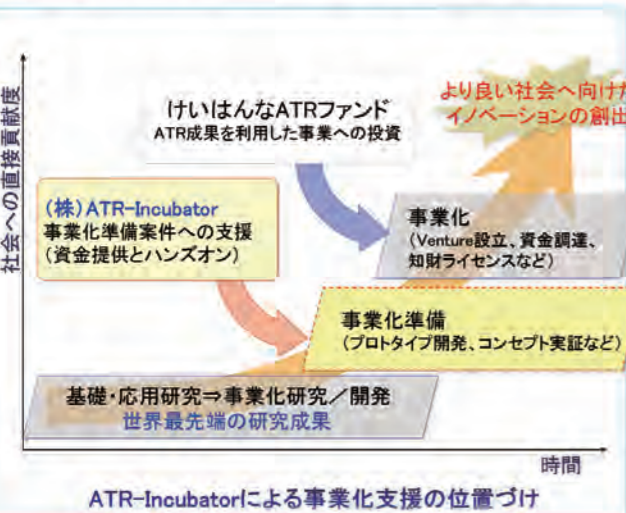 社会への直接貢献度
けいはんなATRファンド
ATR成果を利用した事業への投資
より良い社会へ向けた
イノベーションの創出
(株)ATR-Incubator
事業化準備案件への支援
(資金提供とハンズオン)
事業化
(Venture設立、資金調達、
知財ライセンスなど)
事業化準備
(プロトタイプ開発、コンセプト実証など)
基礎・応用研究⇒事業化研究／開発
世界最先端の研究成果
時間
ATR-Incubatorによる事業化支援の位置づけ